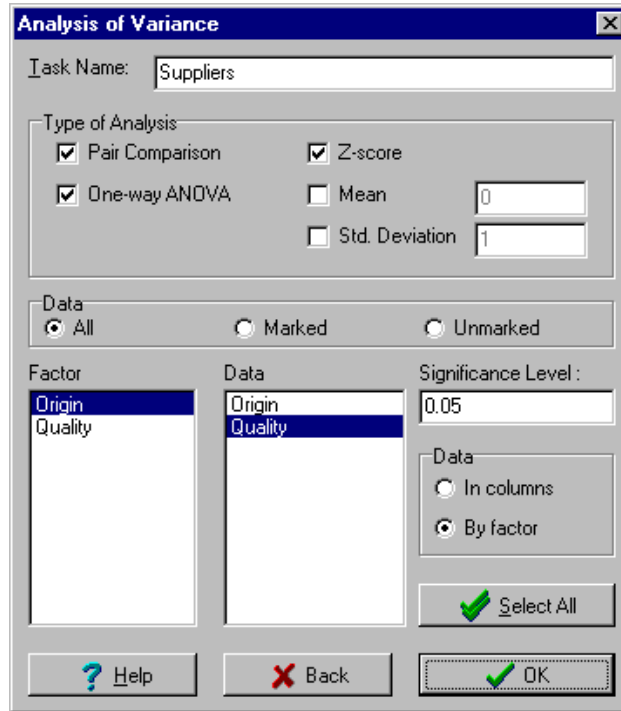 Analysis of Variance
Task Name: Suppliers
Type of Analysis
Pair Comparison Z-score
One-way ANOVA Mean 0
Std. Deviation 1
Data
All Marked Unmarked
Factor Data Significance Level :
Origin Origin 0.05
Quality Quality
Data
In columns
By factor
Select All
Help Back OK